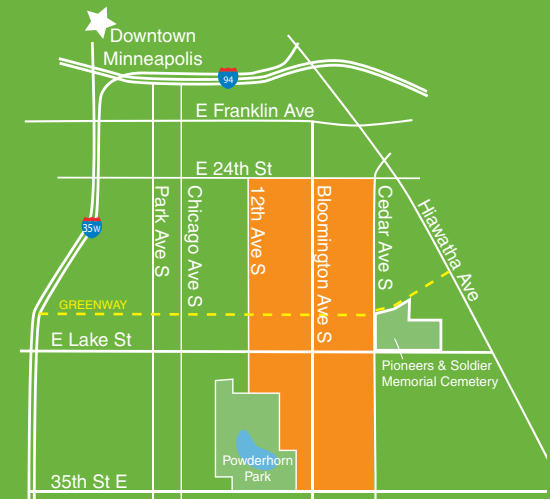 Downtown
Minneapolis
94
E Franklin Ave
E 24th St
Park Ave S
Chicago Ave S
12th Ave S
Bloomington Ave S
Cedar Ave S
Hiawatha Ave
35W
GREENWAY
E Lake St
Pioneers & Soldier
Memorial Cemetery
Powderhorn
Park
35th St E